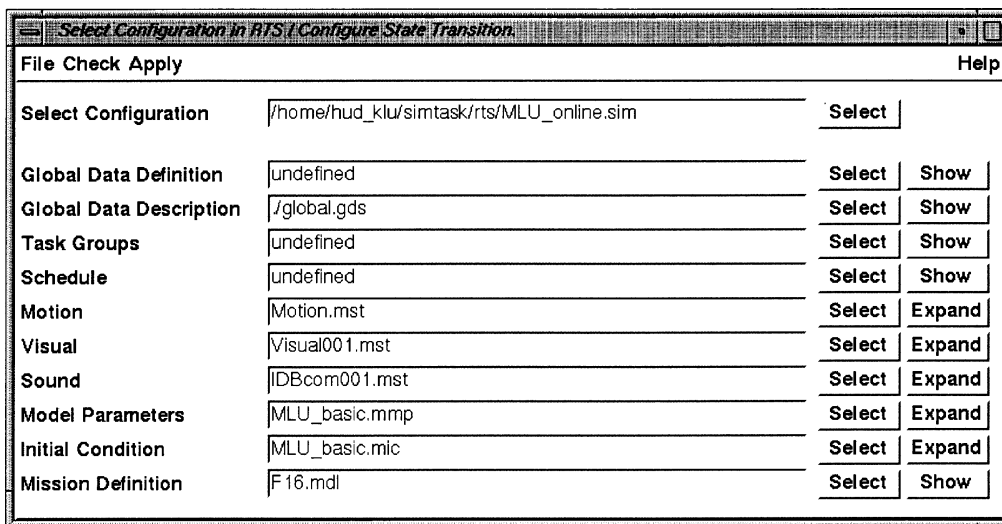 Select Configuration in RTS / Configure State Transition.
File Check Apply Help
Select Configuration /home/hud_klu/simtask/rts/MLU_online.sim Select
Global Data Definition undefined Select Show
Global Data Description ./global.gds Select Show
Task Groups undefined Select Show
Schedule undefined Select Show
Motion Motion.mst Select Expand
Visual Visual001.mst Select Expand
Sound IDBcom001.mst Select Expand
Model Parameters MLU_basic.mmp Select Expand
Initial Condition MLU_basic.mic Select Expand
Mission Definition F16.mdl Select Show